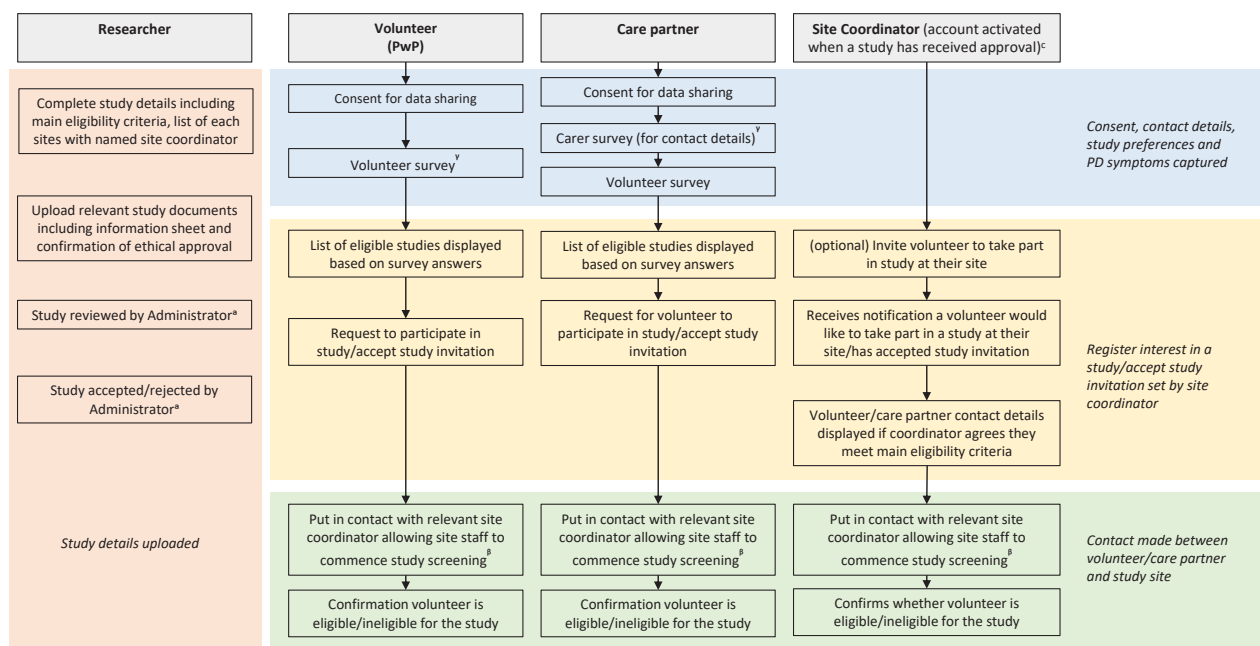 Researcher
Complete study details including
main eligibility criteria, list of each
sites with named site coordinator
Upload relevant study documents
including information sheet and
confirmation of ethical approval
Study reviewed by Administratorª
Study accepted/rejected by
Administratorª
Study details uploaded
Volunteer
(PwP)
Consent for data sharing
Volunteer survey^γ
List of eligible studies displayed
based on survey answers
Request to participate in
study/accept study invitation
Put in contact with relevant site
coordinator allowing site staff to
commence study screening^β
Confirmation volunteer is
eligible/ineligible for the study
Care partner
Consent for data sharing
Carer survey (for contact details)^γ
Volunteer survey
List of eligible studies displayed
based on survey answers
Request for volunteer to
participate in study/accept study
invitation
Put in contact with relevant site
coordinator allowing site staff to
commence study screening^β
Confirmation volunteer is
eligible/ineligible for the study
Site Coordinator (account activated
when a study has received approval)ᶜ
(optional) Invite volunteer to take part
in study at their site
Receives notification a volunteer would
like to take part in a study at their
site/has accepted study invitation
Volunteer/care partner contact details
displayed if coordinator agrees they
meet main eligibility criteria
Put in contact with relevant site
coordinator allowing site staff to
commence study screening^β
Confirms whether volunteer is
eligible/ineligible for the study
Consent, contact details,
study preferences and
PD symptoms captured
Register interest in a
study/accept study
invitation set by site
coordinator
Contact made between
volunteer/care partner
and study site